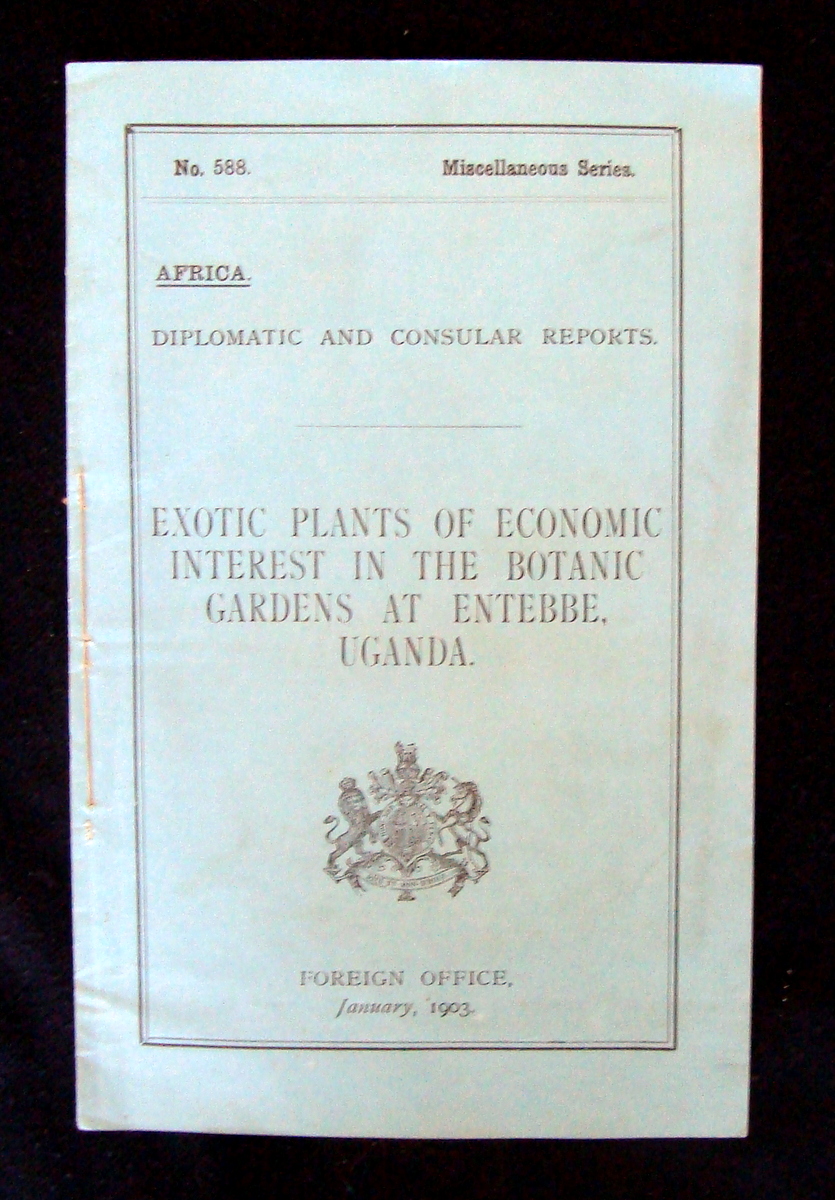 No. 588. Miscellaneous Series.
AFRICA.
DIPLOMATIC AND CONSULAR REPORTS.
EXOTIC PLANTS OF ECONOMIC
INTEREST IN THE BOTANIC
GARDENS AT ENTEBBE,
UGANDA.
FOREIGN OFFICE,
January, 1903.